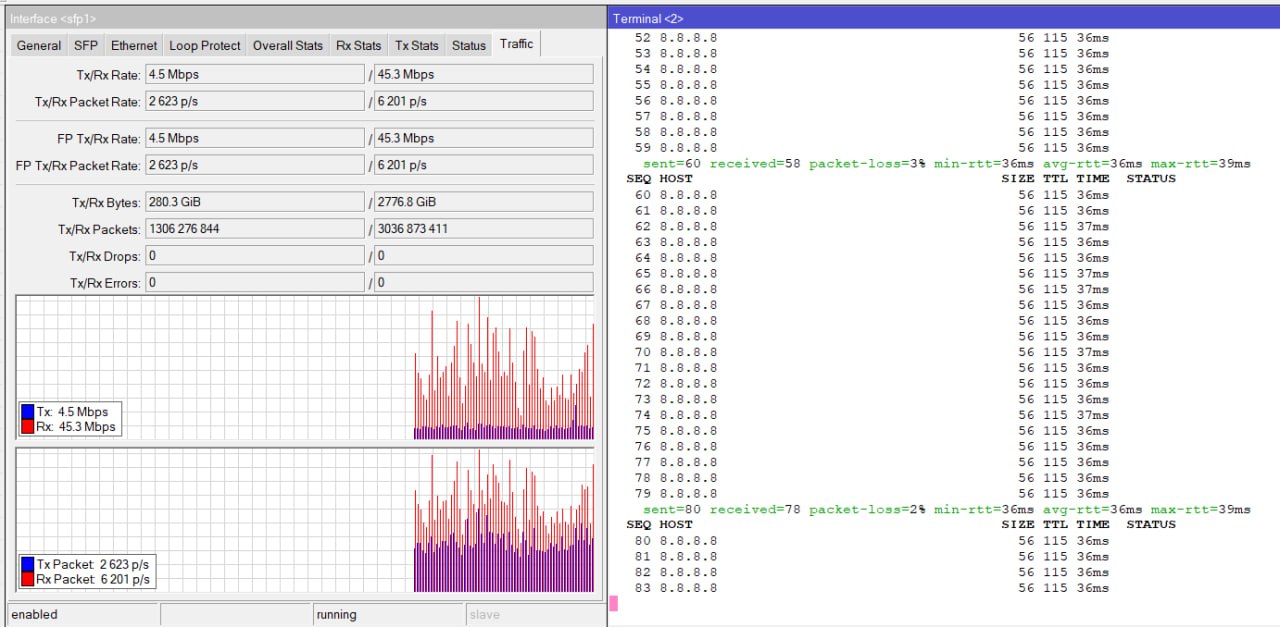 Interface <sfp1>
General SFP Ethernet Loop Protect Overall Stats Rx Stats Tx Stats Status Traffic
Tx/Rx Rate: 4.5 Mbps / 45.3 Mbps
Tx/Rx Packet Rate: 2 623 p/s / 6 201 p/s
FP Tx/Rx Rate: 4.5 Mbps / 45.3 Mbps
FP Tx/Rx Packet Rate: 2 623 p/s / 6 201 p/s
Tx/Rx Bytes: 280.3 GiB / 2776.8 GiB
Tx/Rx Packets: 1306 276 844 / 3036 873 411
Tx/Rx Drops: 0 / 0
Tx/Rx Errors: 0 / 0
Tx: 4.5 Mbps
Rx: 45.3 Mbps
Tx Packet: 2 623 p/s
Rx Packet: 6 201 p/s
enabled running slave
Terminal <2>
52 8.8.8.8 56 115 36ms
53 8.8.8.8 56 115 36ms
54 8.8.8.8 56 115 36ms
55 8.8.8.8 56 115 36ms
56 8.8.8.8 56 115 36ms
57 8.8.8.8 56 115 36ms
58 8.8.8.8 56 115 36ms
59 8.8.8.8 56 115 36ms
sent=60 received=58 packet-loss=3% min-rtt=36ms avg-rtt=36ms max-rtt=39ms
SEQ HOST SIZE TTL TIME STATUS
60 8.8.8.8 56 115 36ms
61 8.8.8.8 56 115 36ms
62 8.8.8.8 56 115 37ms
63 8.8.8.8 56 115 36ms
64 8.8.8.8 56 115 36ms
65 8.8.8.8 56 115 37ms
66 8.8.8.8 56 115 37ms
67 8.8.8.8 56 115 36ms
68 8.8.8.8 56 115 36ms
69 8.8.8.8 56 115 36ms
70 8.8.8.8 56 115 37ms
71 8.8.8.8 56 115 36ms
72 8.8.8.8 56 115 36ms
73 8.8.8.8 56 115 36ms
74 8.8.8.8 56 115 37ms
75 8.8.8.8 56 115 36ms
76 8.8.8.8 56 115 36ms
77 8.8.8.8 56 115 36ms
78 8.8.8.8 56 115 36ms
79 8.8.8.8 56 115 36ms
sent=80 received=78 packet-loss=2% min-rtt=36ms avg-rtt=36ms max-rtt=39ms
SEQ HOST SIZE TTL TIME STATUS
80 8.8.8.8 56 115 36ms
81 8.8.8.8 56 115 36ms
82 8.8.8.8 56 115 36ms
83 8.8.8.8 56 115 36ms